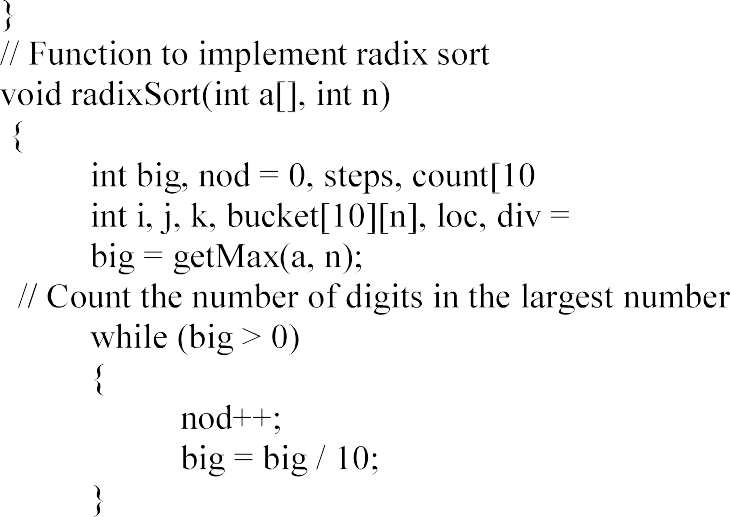 }
// Function to implement radix sort
void radixSort(int a[], int n)
{
int big, nod = 0, steps, count[10
int i, j, k, bucket[10][n], loc, div =
big = getMax(a, n);
// Count the number of digits in the largest number
while (big > 0)
{
nod++;
big = big / 10;
}